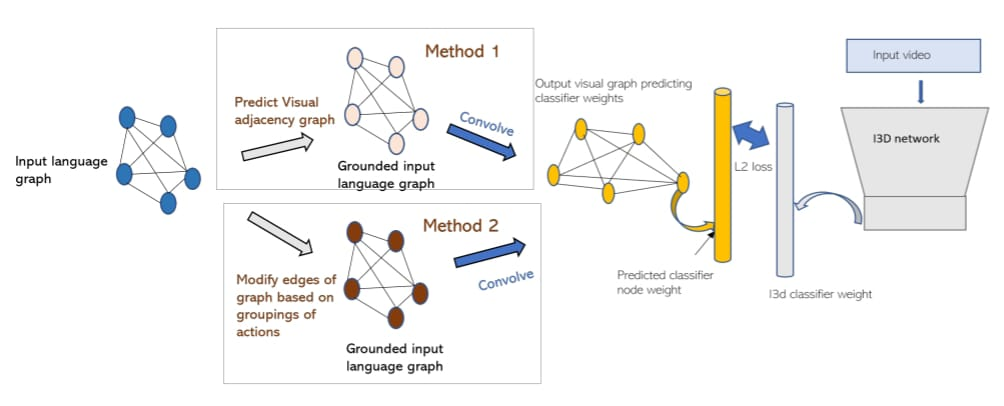 Input language
graph
Method 1
Predict Visual
adjacency graph
Grounded input
language graph
Convolve
Method 2
Modify edges of
graph based on
groupings of
actions
Grounded input
language graph
Convolve
Output visual graph predicting
classifier weights
Predicted classifier
node weight
L2 loss
I3d classifier weight
Input video
I3D network